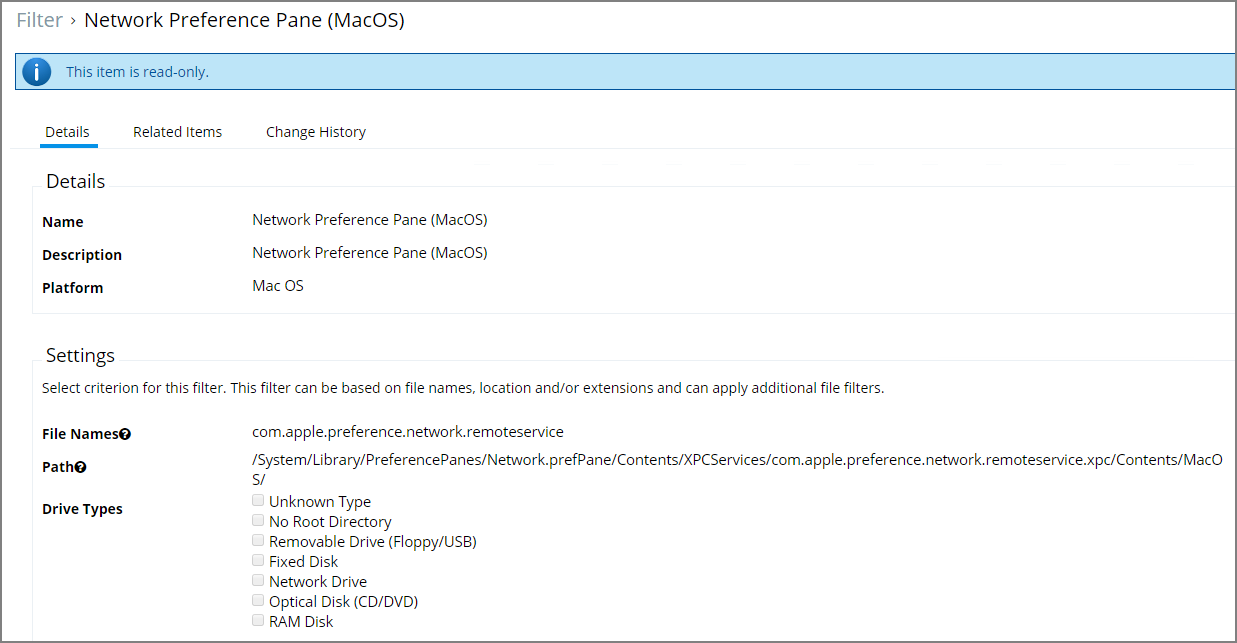 Filter › Network Preference Pane (MacOS)
This item is read-only.
Details Related Items Change History
Details
Name Network Preference Pane (MacOS)
Description Network Preference Pane (MacOS)
Platform Mac OS
Settings
Select criterion for this filter. This filter can be based on file names, location and/or extensions and can apply additional file filters.
File Names com.apple.preference.network.remoteservice
Path /System/Library/PreferencePanes/Network.prefPane/Contents/XPCServices/com.apple.preference.network.remoteservice.xpc/Contents/MacO
S/
Drive Types
Unknown Type
No Root Directory
Removable Drive (Floppy/USB)
Fixed Disk
Network Drive
Optical Disk (CD/DVD)
RAM Disk